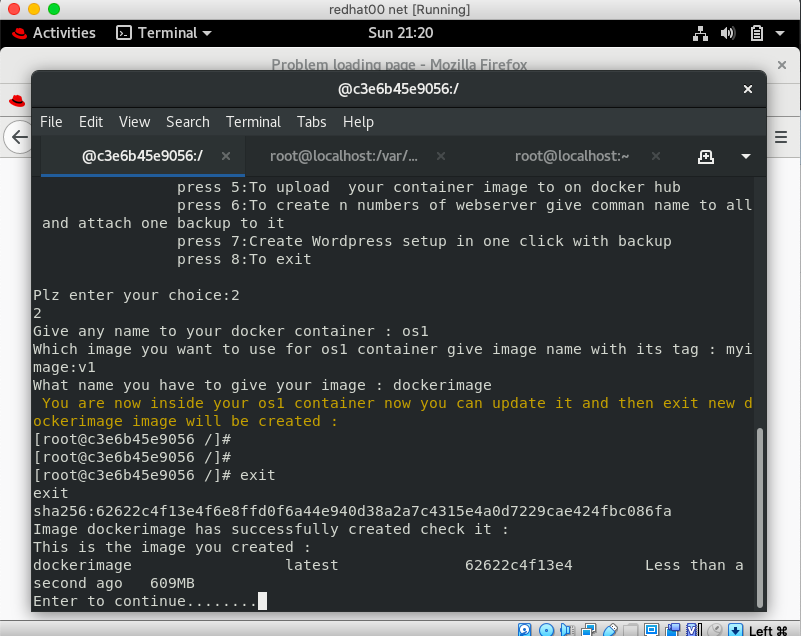 redhat00 net [Running]
Activities Terminal Sun 21:20
Problem loading page - Mozilla Firefox
@c3e6b45e9056:/
File Edit View Search Terminal Tabs Help
@c3e6b45e9056:/ root@localhost:/var/... root@localhost:~
press 5:To upload  your container image to on docker hub
press 6:To create n numbers of webserver give comman name to all
and attach one backup to it
press 7:Create Wordpress setup in one click with backup
press 8:To exit
Plz enter your choice:2
2
Give any name to your docker container : os1
Which image you want to use for os1 container give image name with its tag : myi
mage:v1
What name you have to give your image : dockerimage
You are now inside your os1 container now you can update it and then exit new d
ockerimage image will be created :
[root@c3e6b45e9056 /]#
[root@c3e6b45e9056 /]#
[root@c3e6b45e9056 /]# exit
exit
sha256:62622c4f13e4f6e8ffd0f6a44e940d38a2a7c4315e4a0d7229cae424fbc086fa
Image dockerimage has successfully created check it :
This is the image you created :
dockerimage latest 62622c4f13e4 Less than a
second ago   609MB
Enter to continue........
Left ⌘